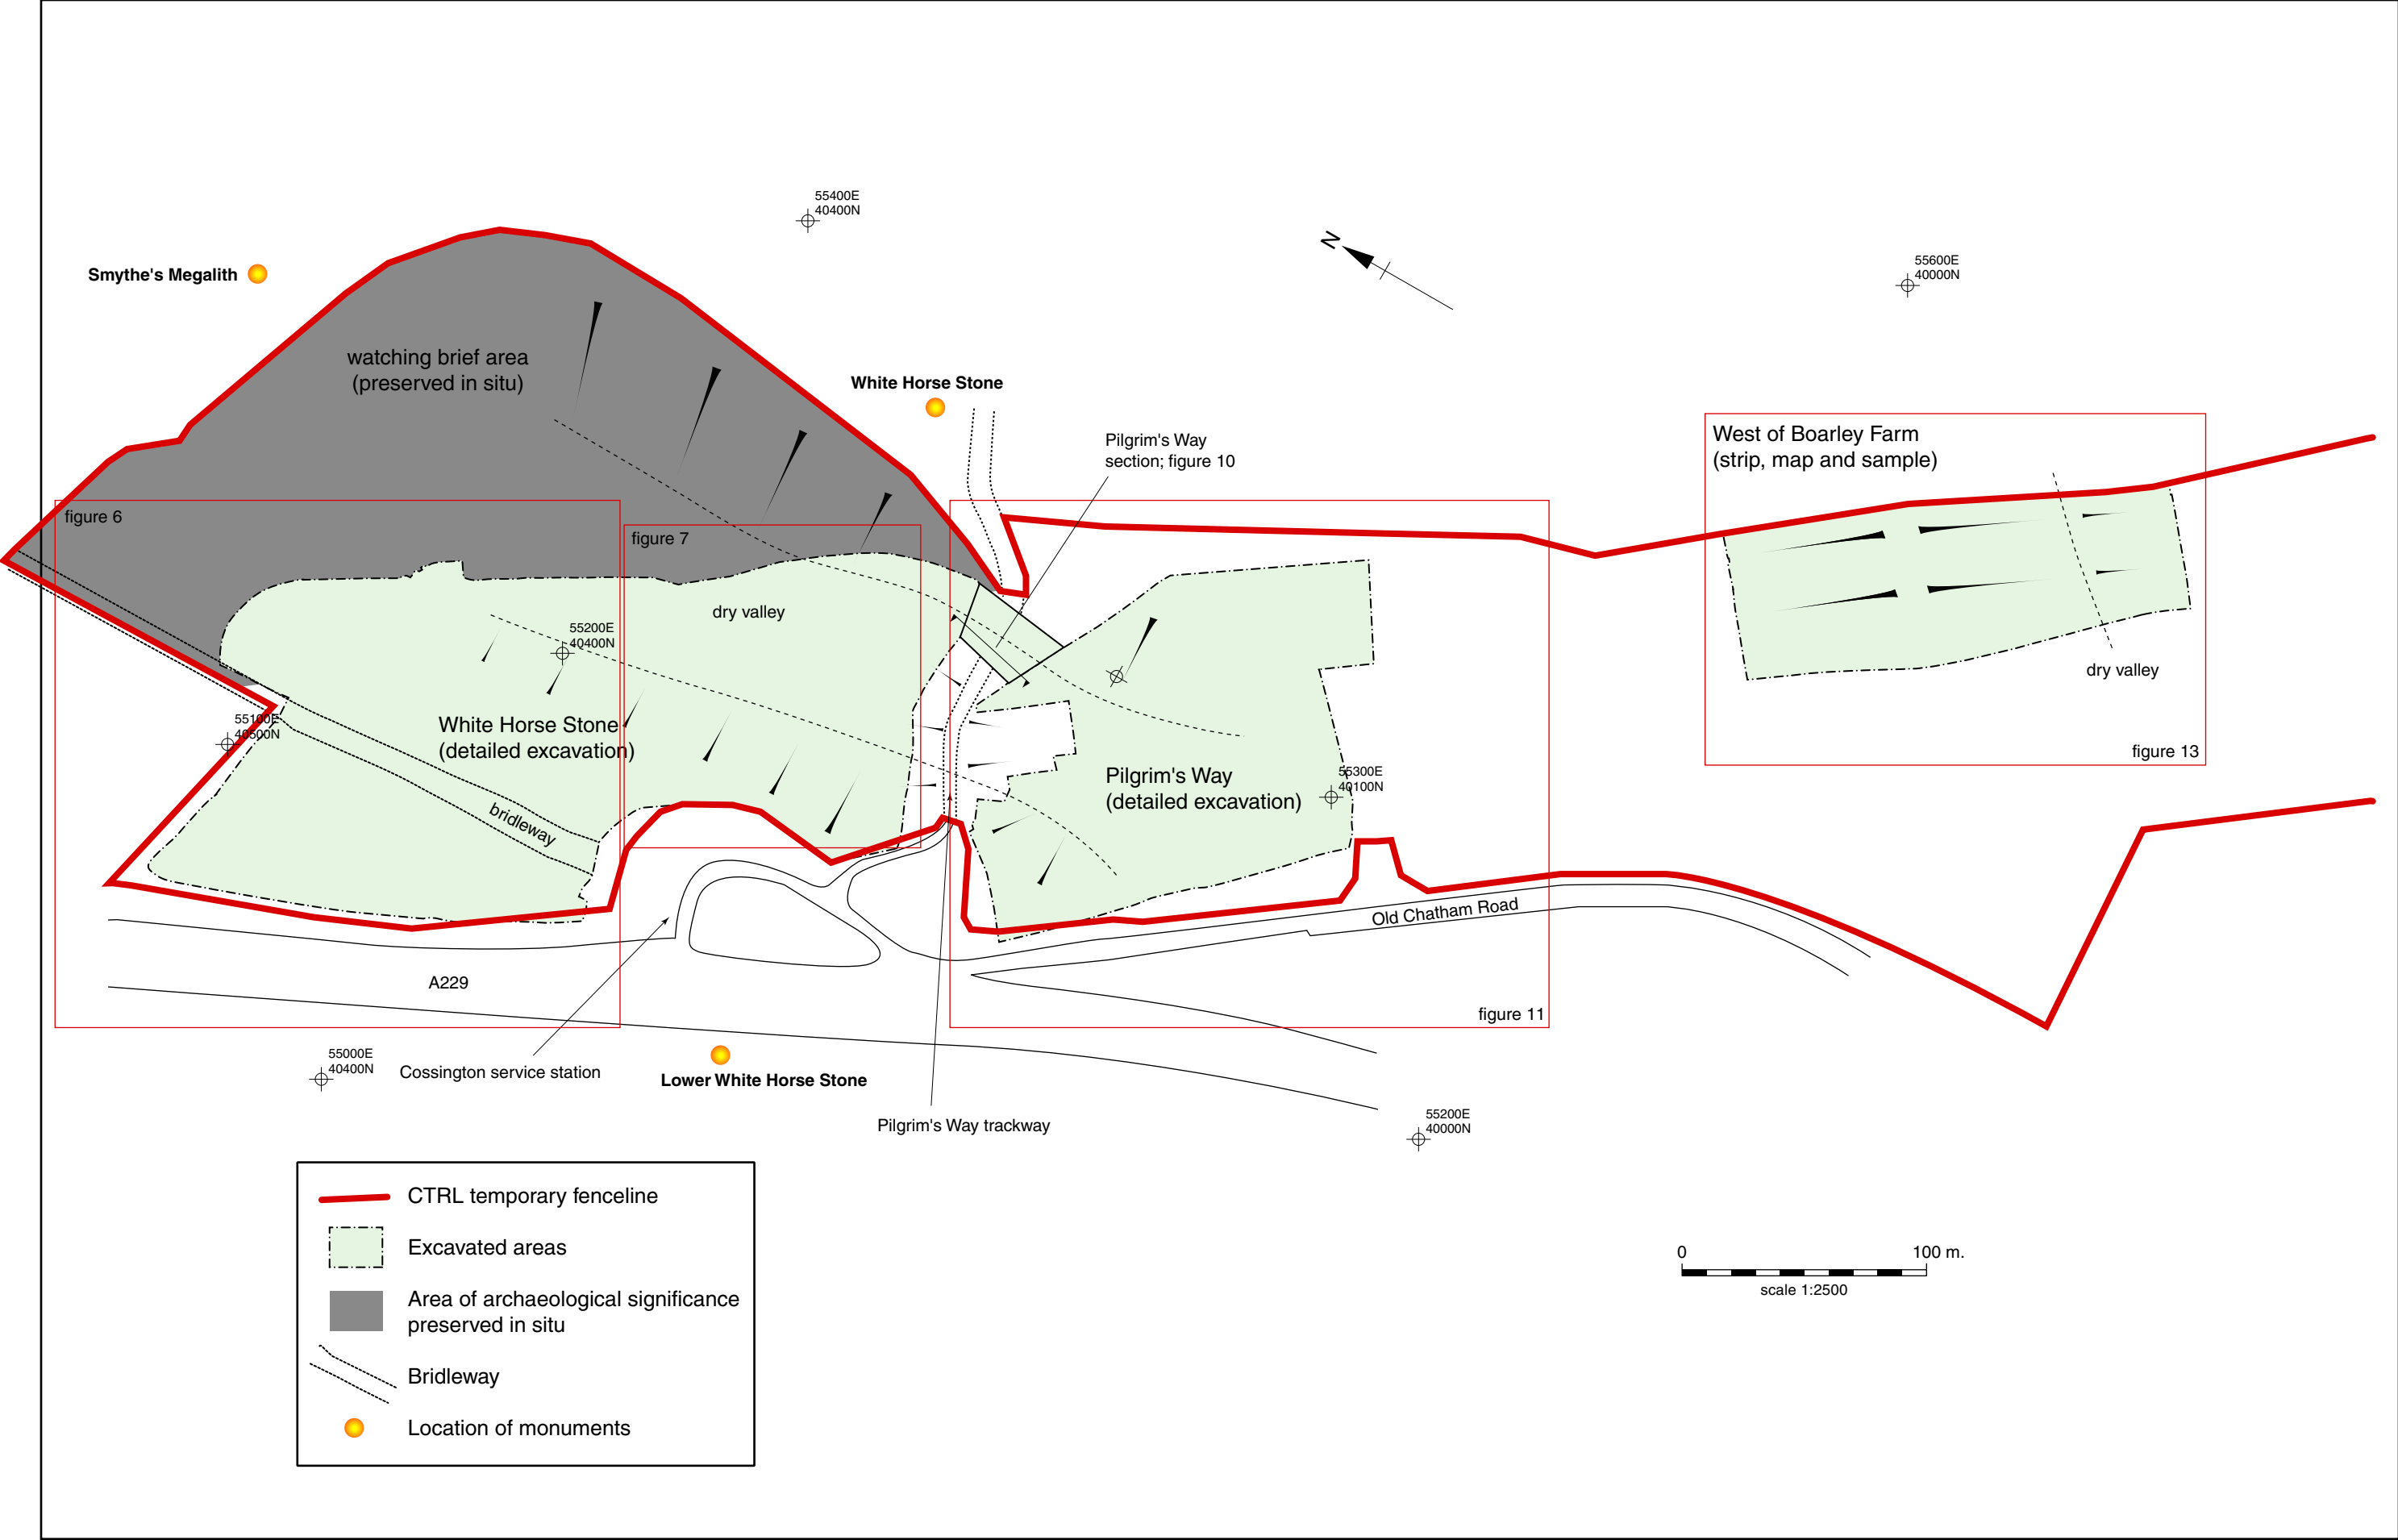 55400E
40400N
N
55600E
40000N
Smythe's Megalith
watching brief area
(preserved in situ)
White Horse Stone
Pilgrim's Way
section; figure 10
West of Boarley Farm
(strip, map and sample)
figure 6
figure 7
dry valley
55200E
40400N
dry valley
55100E
40500N
White Horse Stone
(detailed excavation)
figure 13
Pilgrim's Way
(detailed excavation)
55300E
40100N
bridleway
Old Chatham Road
A229
figure 11
55000E
40400N
Cossington service station
Lower White Horse Stone
Pilgrim's Way trackway
55200E
40000N
CTRL temporary fenceline
Excavated areas
Area of archaeological significance
preserved in situ
Bridleway
Location of monuments
0 100 m.
scale 1:2500